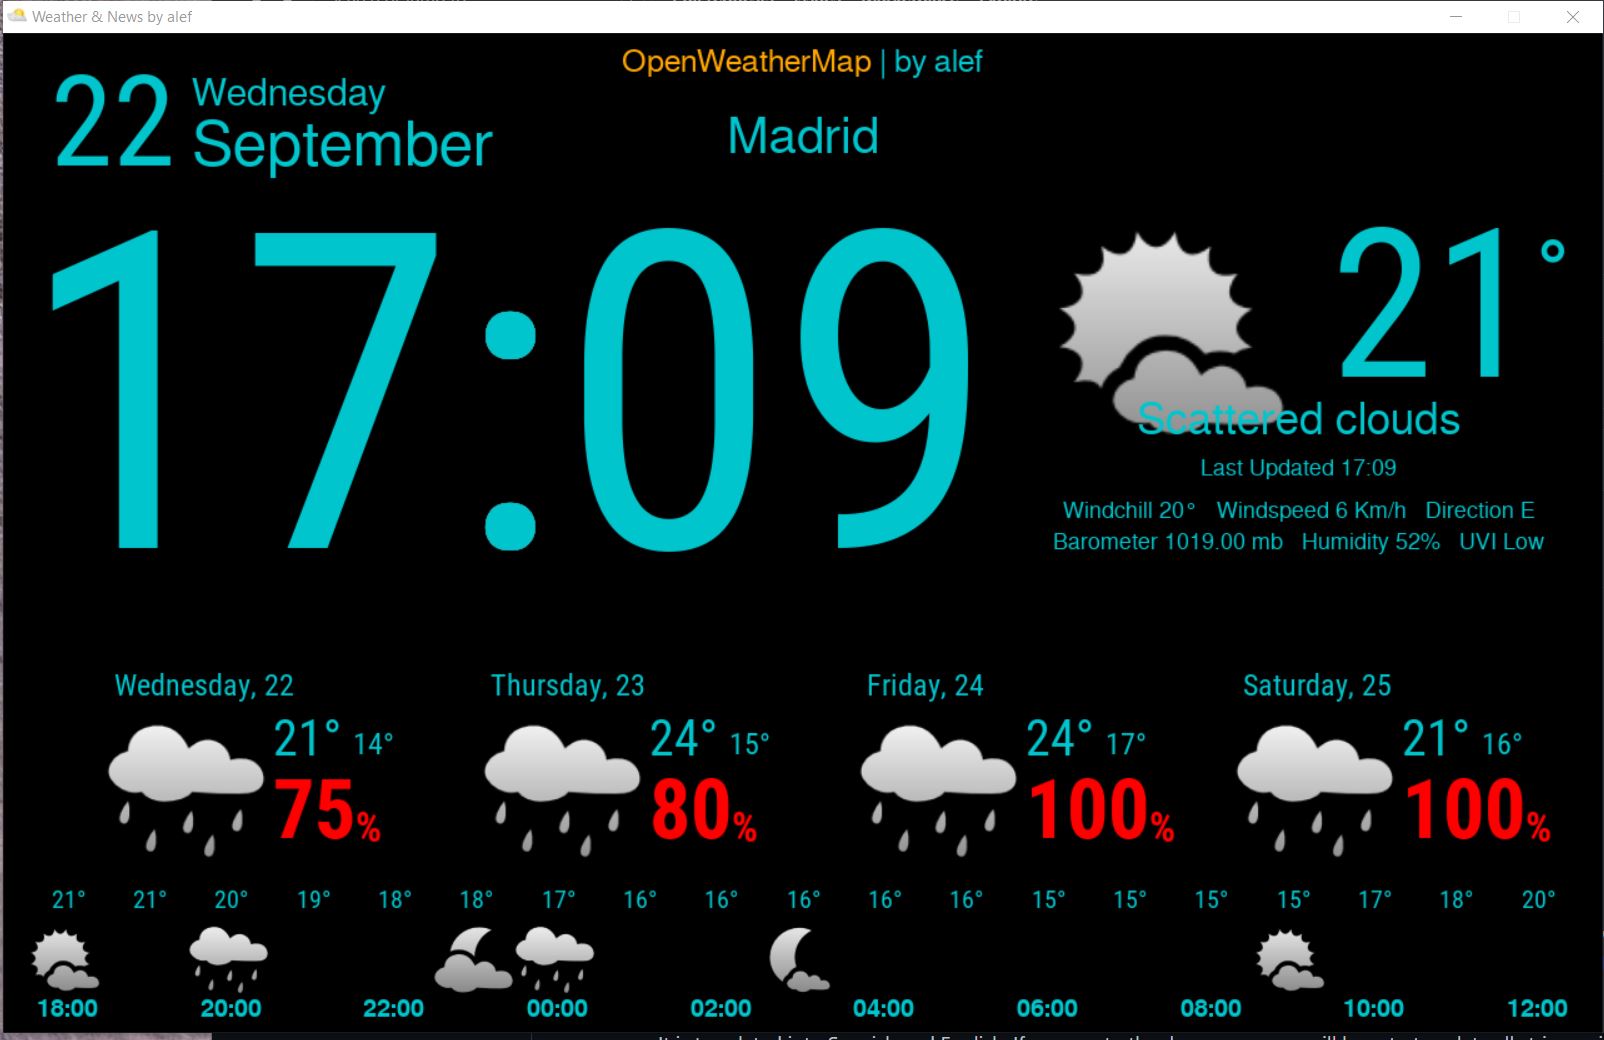 Weather & News by alef
OpenWeatherMap | by alef
22 Wednesday
September
Madrid
17:09
21°
Scattered clouds
Last Updated 17:09
Windchill 20° Windspeed 6 Km/h Direction E
Barometer 1019.00 mb Humidity 52% UVI Low
Wednesday, 22
21° 14°
75%
Thursday, 23
24° 15°
80%
Friday, 24
24° 17°
100%
Saturday, 25
21° 16°
100%
21° 21° 20° 19° 18° 18° 17° 16° 16° 16° 16° 16° 15° 15° 15° 15° 17° 18° 20°
18:00 20:00 22:00 00:00 02:00 04:00 06:00 08:00 10:00 12:00